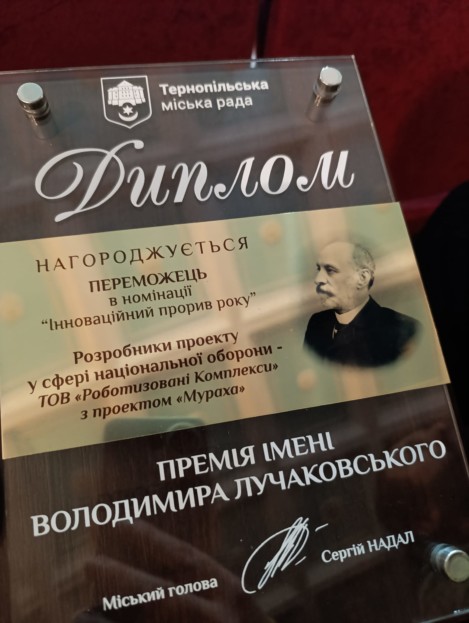 Тернопільська
міська рада
Диплом
НАГОРОДЖУЄТЬСЯ
ПЕРЕМОЖЕЦЬ
в номінації
“Інноваційний прорив року”
Розробники проекту
у сфері національної оборони -
ТОВ «Роботизовані Комплекси»
з проектом «Мураха»
ПРЕМІЯ ІМЕНІ
ВОЛОДИМИРА ЛУЧАКОВСЬКОГО
Міський голова Сергій НАДАЛ